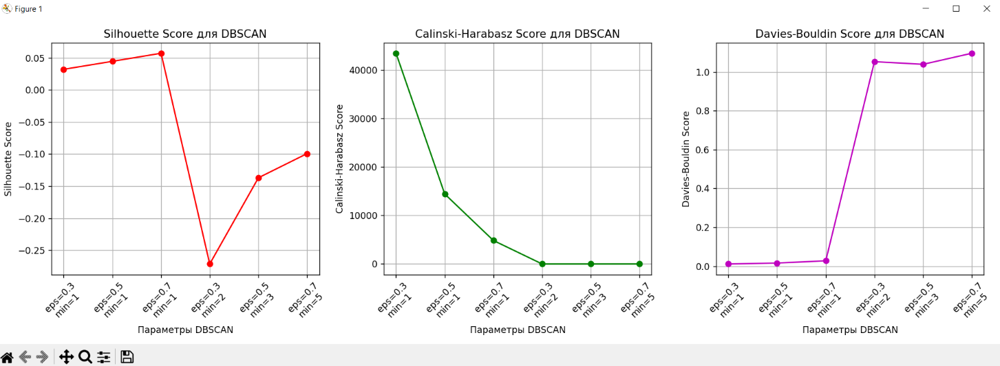 Figure 1
Silhouette Score для DBSCAN
Silhouette Score
0.05
0.00
−0.05
−0.10
−0.15
−0.20
−0.25
eps=0.3
min=1
eps=0.5
min=1
eps=0.7
min=1
eps=0.3
min=2
eps=0.5
min=3
eps=0.7
min=5
Параметры DBSCAN
Calinski-Harabasz Score для DBSCAN
Calinski-Harabasz Score
40000
30000
20000
10000
0
eps=0.3
min=1
eps=0.5
min=1
eps=0.7
min=1
eps=0.3
min=2
eps=0.5
min=3
eps=0.7
min=5
Параметры DBSCAN
Davies-Bouldin Score для DBSCAN
Davies-Bouldin Score
1.0
0.8
0.6
0.4
0.2
0.0
eps=0.3
min=1
eps=0.5
min=1
eps=0.7
min=1
eps=0.3
min=2
eps=0.5
min=3
eps=0.7
min=5
Параметры DBSCAN